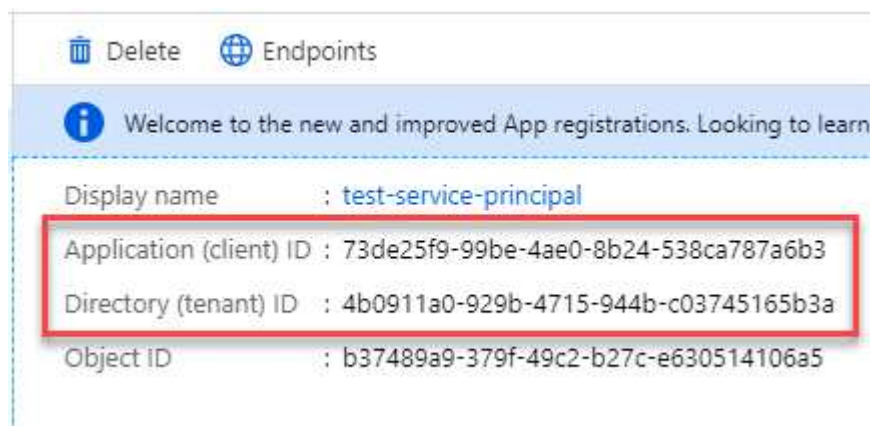 Delete Endpoints
Welcome to the new and improved App registrations. Looking to learn
Display name : test-service-principal
Application (client) ID : 73de25f9-99be-4ae0-8b24-538ca787a6b3
Directory (tenant) ID : 4b0911a0-929b-4715-944b-c03745165b3a
Object ID : b37489a9-379f-49c2-b27c-e630514106a5